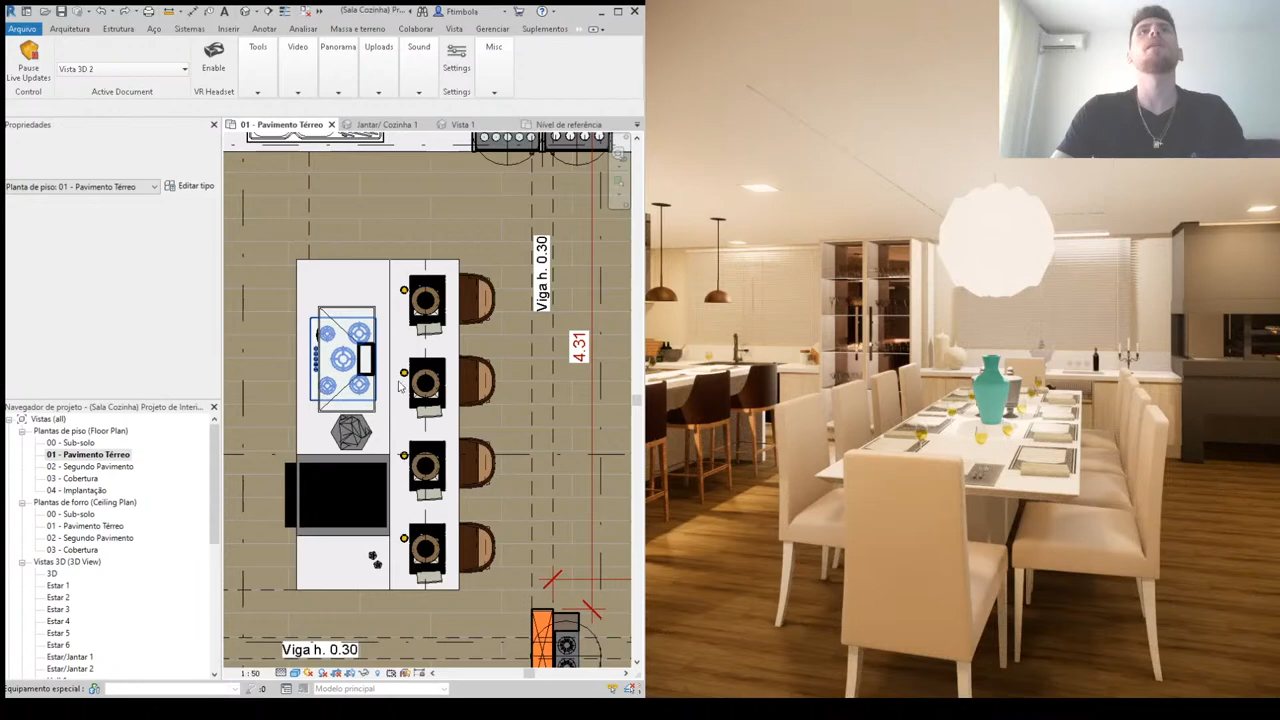 (Sala Cozinha) Pr...
Ftimbola
Arquivo Arquitetura Estrutura Aço Sistemas Inserir Anotar Analisar Massa e terreno Colaborar Vista Gerenciar Suplementos
Pause
Live Updates
Control
Vista 3D 2
Active Document
Enable
VR Headset
Tools
Video
Panorama
Uploads
Sound
Settings
Settings
Misc
Propriedades
Planta de piso: 01 - Pavimento Térreo
Editar tipo
01 - Pavimento Térreo
Jantar/ Cozinha 1
Vista 1
Nível de referência
Viga h. 0.30
4.31
Viga h. 0.30
Navegador de projeto - (Sala Cozinha) Projeto de Interi...
Vistas (all)
Plantas de piso (Floor Plan)
00 - Sub-solo
01 - Pavimento Térreo
02 - Segundo Pavimento
03 - Cobertura
04 - Implantação
Plantas de forro (Ceiling Plan)
00 - Sub-solo
01 - Pavimento Térreo
02 - Segundo Pavimento
03 - Cobertura
Vistas 3D (3D View)
3D
Estar 1
Estar 2
Estar 3
Estar 4
Estar 5
Estar 6
Estar/Jantar 1
Estar/Jantar 2
1 : 50
Equipamento especial :
:0
Modelo principal